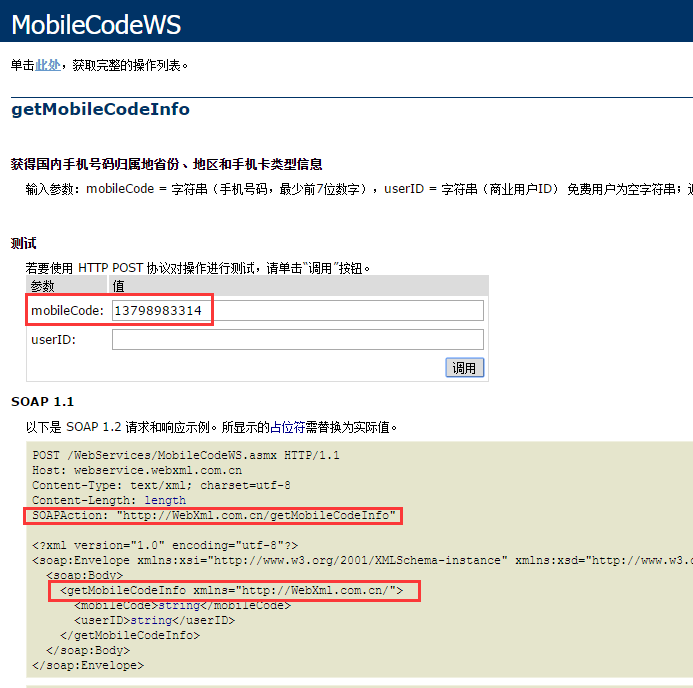 MobileCodeWS
单击此处，获取完整的操作列表。
getMobileCodeInfo
获得国内手机号码归属地省份、地区和手机卡类型信息
输入参数：mobileCode = 字符串（手机号码，最少前7位数字），userID = 字符串（商业用户ID） 免费用户为空字符串；
测试
若要使用 HTTP POST 协议对操作进行测试，请单击“调用”按钮。
参数 值
mobileCode: 13798983314
userID:
调用
SOAP 1.1
以下是 SOAP 1.2 请求和响应示例。所显示的占位符需替换为实际值。
POST /WebServices/MobileCodeWS.asmx HTTP/1.1
Host: webservice.webxml.com.cn
Content-Type: text/xml; charset=utf-8
Content-Length: length
SOAPAction: "http://WebXml.com.cn/getMobileCodeInfo"
<?xml version="1.0" encoding="utf-8"?>
<soap:Envelope xmlns:xsi="http://www.w3.org/2001/XMLSchema-instance" xmlns:xsd="http://www.w3.o
<soap:Body>
<getMobileCodeInfo xmlns="http://WebXml.com.cn/">
<mobileCode>string</mobileCode>
<userID>string</userID>
</getMobileCodeInfo>
</soap:Body>
</soap:Envelope>